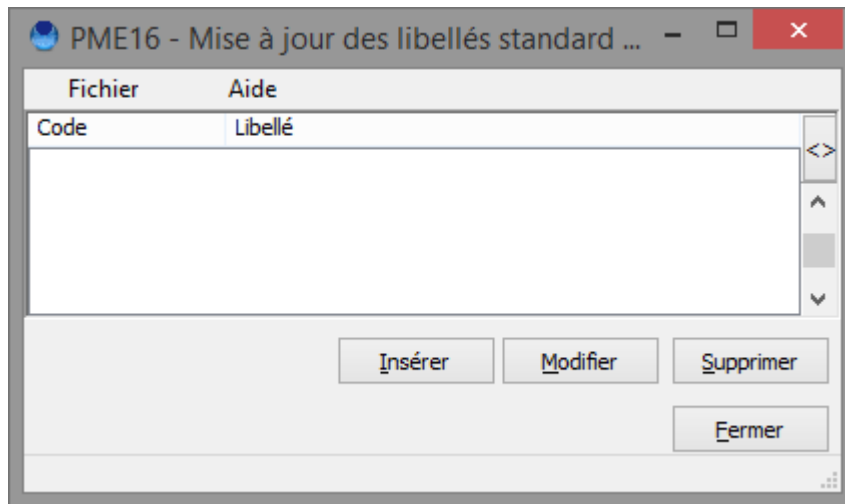 PME16 - Mise à jour des libellés standard ...
Fichier Aide
Code Libellé
<>
Insérer Modifier Supprimer
Fermer